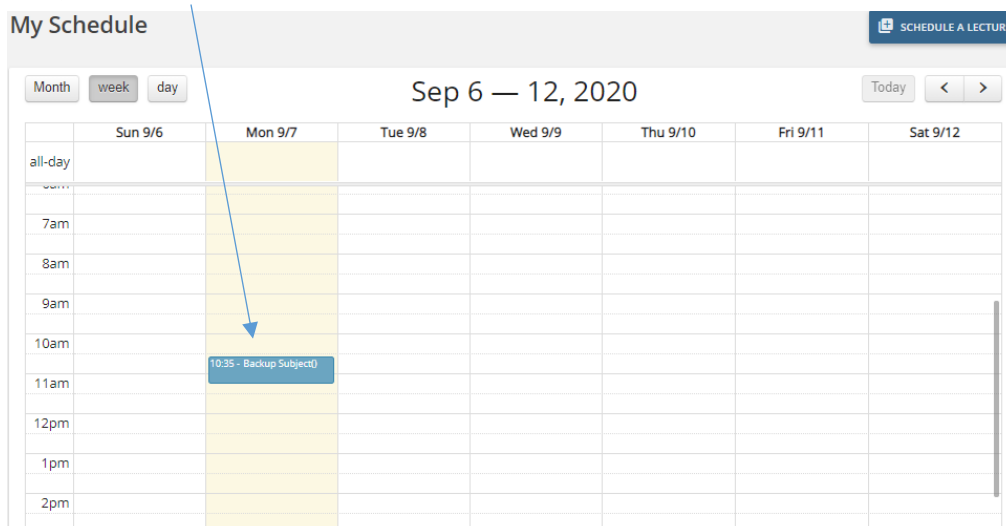 My Schedule
SCHEDULE A LECTUR
Month week day
Sep 6 — 12, 2020
Today
Sun 9/6 Mon 9/7 Tue 9/8 Wed 9/9 Thu 9/10 Fri 9/11 Sat 9/12
all-day
7am
8am
9am
10am
10:35 - Backup Subject()
11am
12pm
1pm
2pm